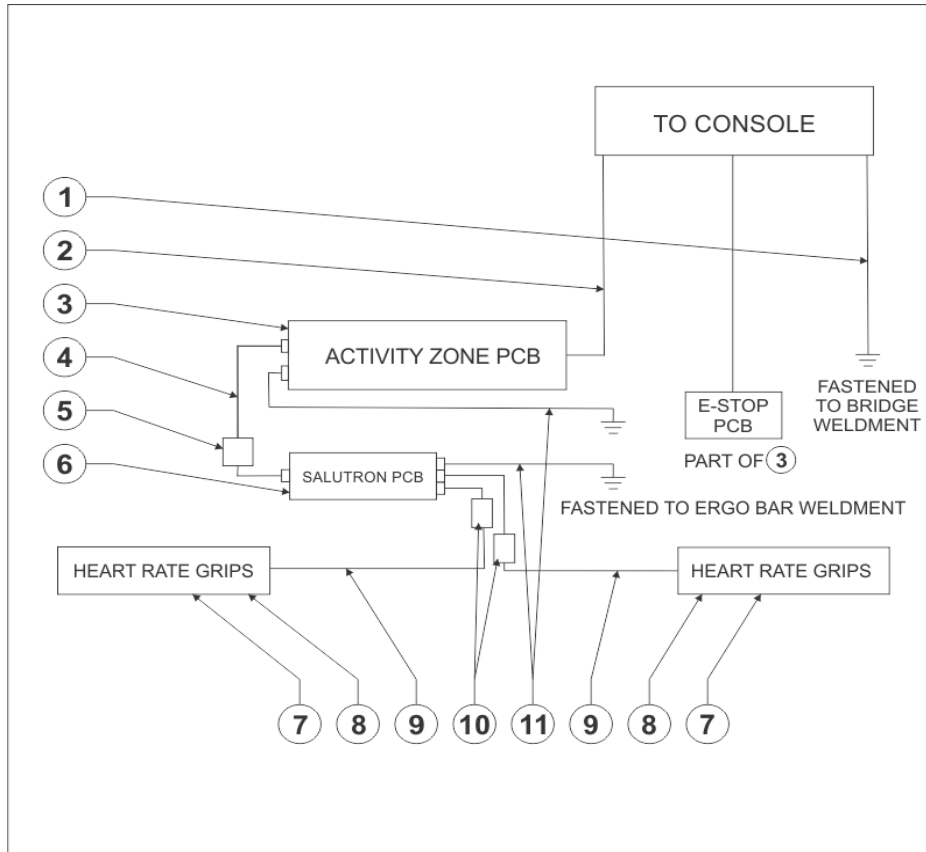 TO CONSOLE
1
2
3
ACTIVITY ZONE PCB
4
FASTENED
TO BRIDGE
WELDMENT
E-STOP
PCB
PART OF 3
5
6
SALUTRON PCB
FASTENED TO ERGO BAR WELDMENT
HEART RATE GRIPS
HEART RATE GRIPS
7
8
9
10
11
9
8
7